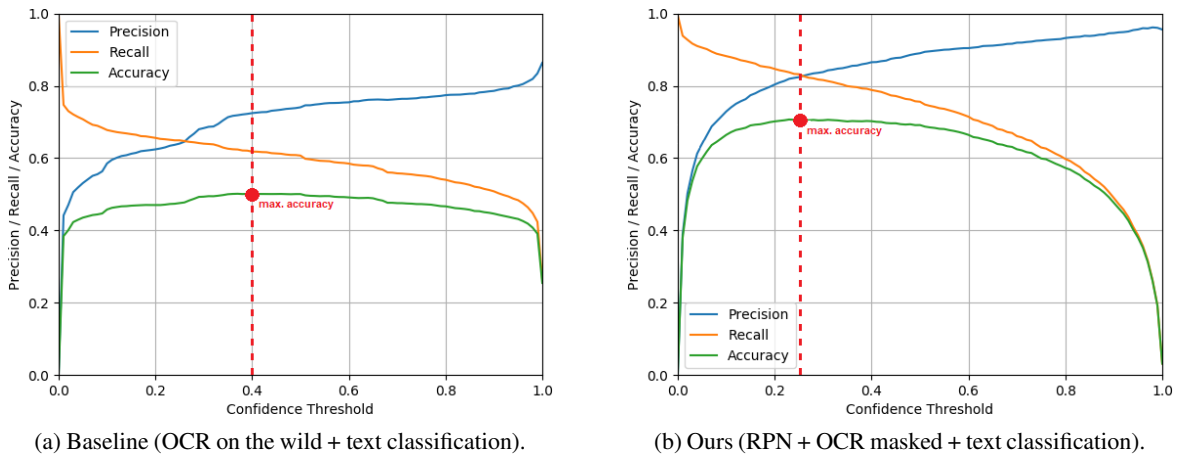 1.0
0.8
0.6
0.4
0.2
0.0
Precision / Recall / Accuracy
Precision
Recall
Accuracy
max. accuracy
0.0 0.2 0.4 0.6 0.8 1.0
Confidence Threshold
(a) Baseline (OCR on the wild + text classification).
1.0
0.8
0.6
0.4
0.2
0.0
Precision / Recall / Accuracy
max. accuracy
Precision
Recall
Accuracy
0.0 0.2 0.4 0.6 0.8 1.0
Confidence Threshold
(b) Ours (RPN + OCR masked + text classification).